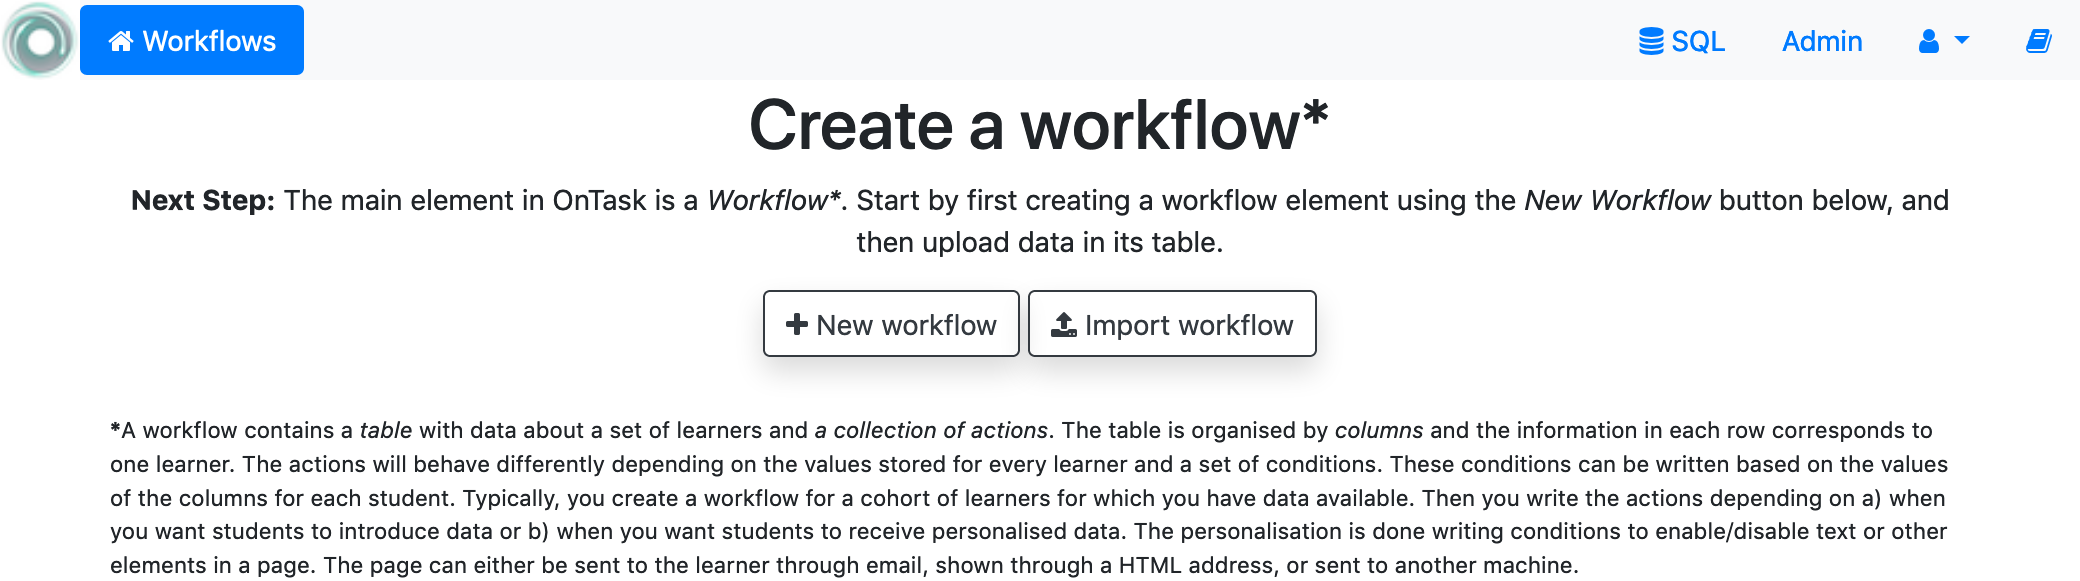 Workflows SQL Admin
Create a workflow*
Next Step: The main element in OnTask is a Workflow*. Start by first creating a workflow element using the New Workflow button below, and
then upload data in its table.
New workflow Import workflow
*A workflow contains a table with data about a set of learners and a collection of actions. The table is organised by columns and the information in each row corresponds to
one learner. The actions will behave differently depending on the values stored for every learner and a set of conditions. These conditions can be written based on the values
of the columns for each student. Typically, you create a workflow for a cohort of learners for which you have data available. Then you write the actions depending on a) when
you want students to introduce data or b) when you want students to receive personalised data. The personalisation is done writing conditions to enable/disable text or other
elements in a page. The page can either be sent to the learner through email, shown through a HTML address, or sent to another machine.